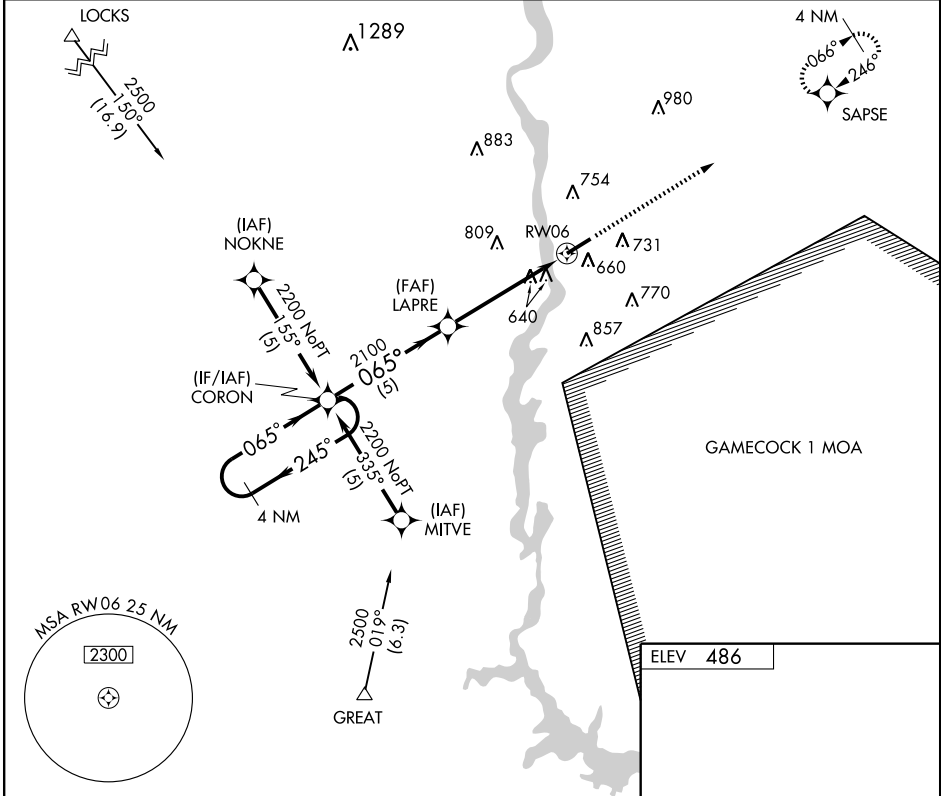 LOCKS
2500
150°
(16.9)
1289
4 NM
066°
246°
SAPSE
980
883
754
809
RW06
731
660
770
640
857
(IAF)
NOKNE
2200 NoPT
155°
(5)
(FAF)
LAPRE
2100
065°
(5)
(IF/IAF)
CORON
065°
245°
4 NM
2200 NoPT
335°
(5)
(IAF)
MITVE
GAMECOCK 1 MOA
2500
019°
(6.3)
GREAT
MSA RW06 25 NM
2300
ELEV 486